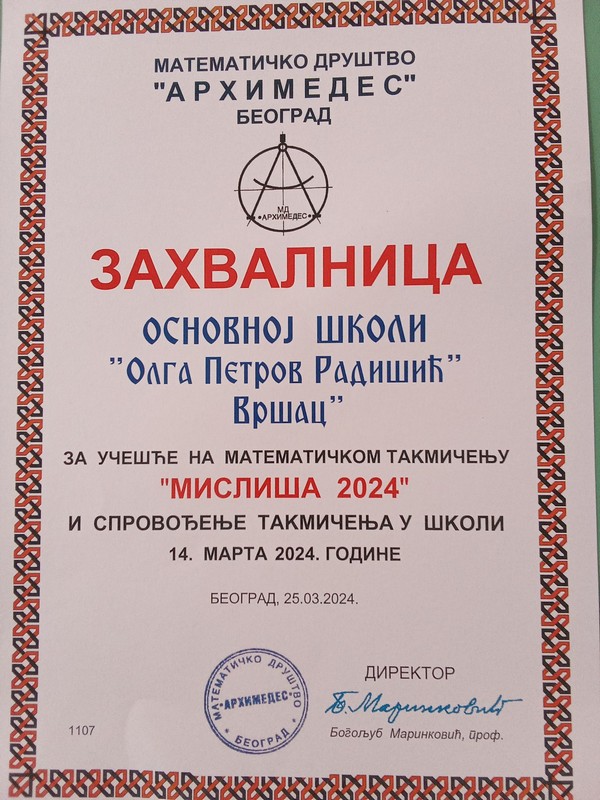 МАТЕМАТИЧКО ДРУШТВО
"АРХИМЕДЕС"
БЕОГРАД
МД
АРХИМЕДЕС
ЗАХВАЛНИЦА
ОСНОВНОЈ ШКОЛИ
"Олга Петров Радишић"
Вршац"
ЗА УЧЕШЋЕ НА МАТЕМАТИЧКОМ ТАКМИЧЕЊУ
"МИСЛИША 2024"
И СПРОВОЂЕЊЕ ТАКМИЧЕЊА У ШКОЛИ
14. МАРТА 2024. ГОДИНЕ
БЕОГРАД, 25.03.2024.
МАТЕМАТИЧКО ДРУШТВО
"АРХИМЕДЕС"
БЕОГРАД
ДИРЕКТОР
Б. Маринковић
Богољуб Маринковић, проф.
1107